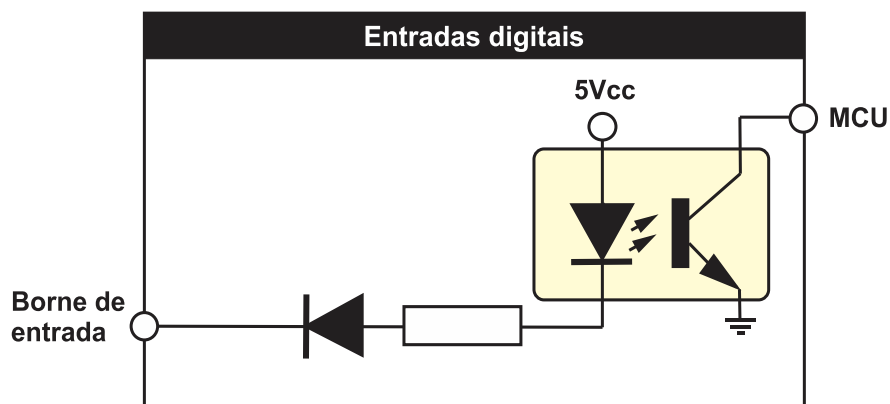 Entradas digitais
5Vcc
MCU
Borne de
entrada